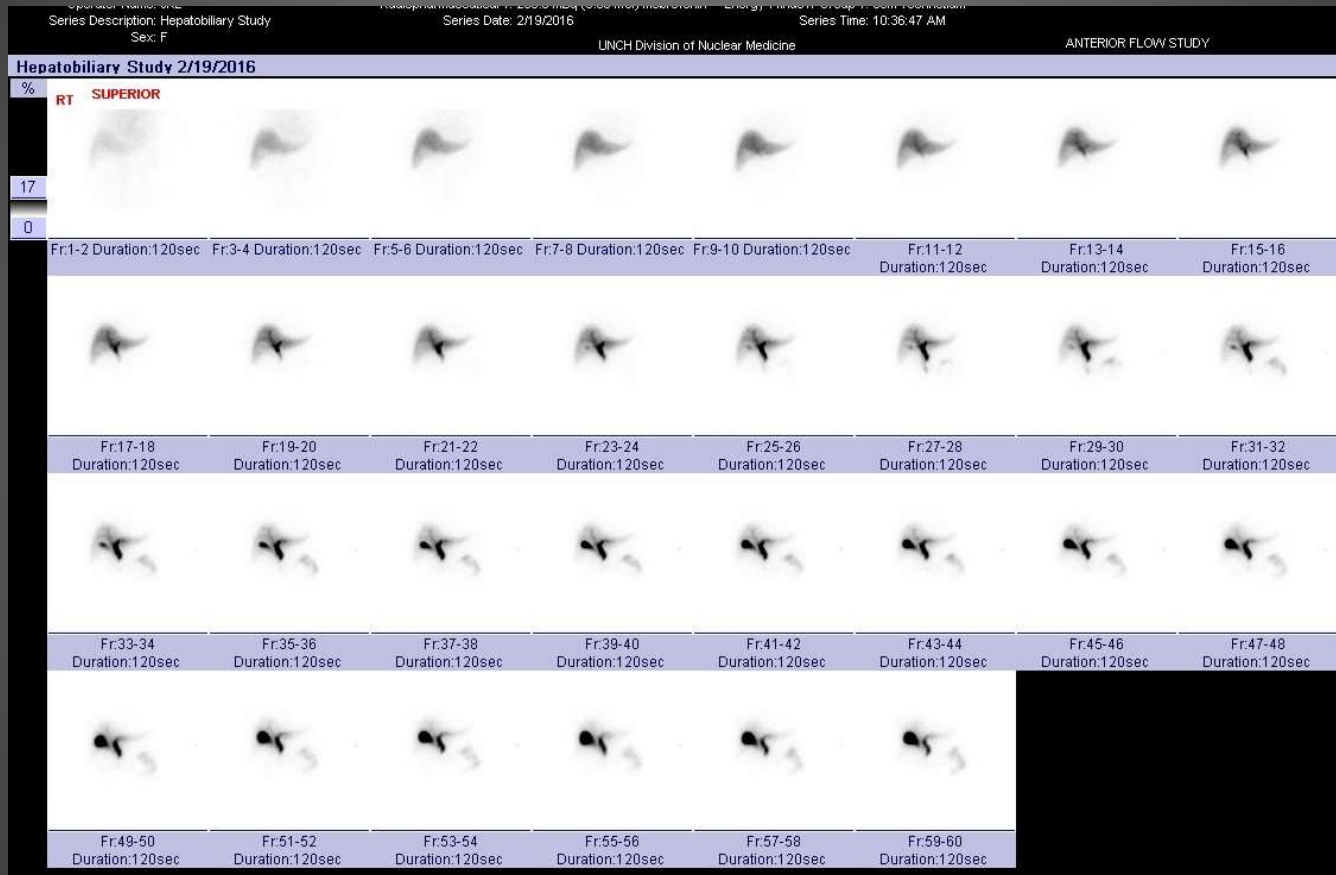 Series Description: Hepatobiliary Study
Series Date: 2/19/2016
Series Time: 10:36:47 AM
Sex: F
UNCH Division of Nuclear Medicine
ANTERIOR FLOW STUDY
Hepatobiliary Study 2/19/2016
%
RT SUPERIOR
17
0
Fr:1-2 Duration:120sec Fr:3-4 Duration:120sec Fr:5-6 Duration:120sec Fr:7-8 Duration:120sec Fr:9-10 Duration:120sec Fr:11-12 Fr:13-14 Fr:15-16
Duration:120sec Duration:120sec Duration:120sec
Fr:17-18 Fr:19-20 Fr:21-22 Fr:23-24 Fr:25-26 Fr:27-28 Fr:29-30 Fr:31-32
Duration:120sec Duration:120sec Duration:120sec Duration:120sec Duration:120sec Duration:120sec Duration:120sec Duration:120sec
Fr:33-34 Fr:35-36 Fr:37-38 Fr:39-40 Fr:41-42 Fr:43-44 Fr:45-46 Fr:47-48
Duration:120sec Duration:120sec Duration:120sec Duration:120sec Duration:120sec Duration:120sec Duration:120sec Duration:120sec
Fr:49-50 Fr:51-52 Fr:53-54 Fr:55-56 Fr:57-58 Fr:59-60
Duration:120sec Duration:120sec Duration:120sec Duration:120sec Duration:120sec Duration:120sec